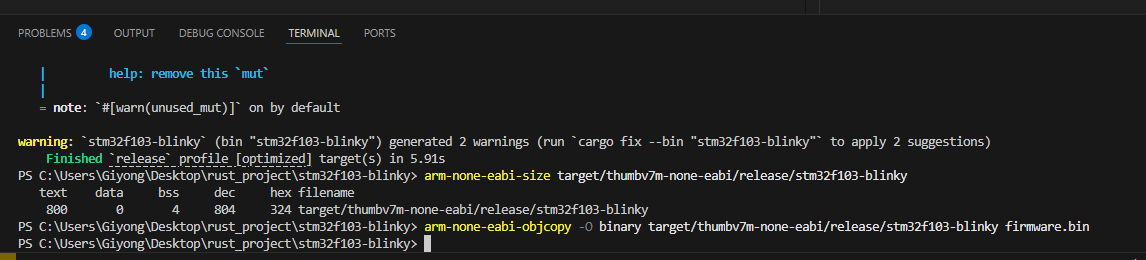 PROBLEMS 4 OUTPUT DEBUG CONSOLE TERMINAL PORTS
|         help: remove this `mut`
|
= note: `#[warn(unused_mut)]` on by default
warning: `stm32f103-blinky` (bin "stm32f103-blinky") generated 2 warnings (run `cargo fix --bin "stm32f103-blinky"` to apply 2 suggestions)
Finished `release` profile [optimized] target(s) in 5.91s
PS C:\Users\Giyong\Desktop\rust_project\stm32f103-blinky> arm-none-eabi-size target/thumbv7m-none-eabi/release/stm32f103-blinky
text data bss dec hex filename
800 0 4 804 324 target/thumbv7m-none-eabi/release/stm32f103-blinky
PS C:\Users\Giyong\Desktop\rust_project\stm32f103-blinky> arm-none-eabi-objcopy -O binary target/thumbv7m-none-eabi/release/stm32f103-blinky firmware.bin
PS C:\Users\Giyong\Desktop\rust_project\stm32f103-blinky>